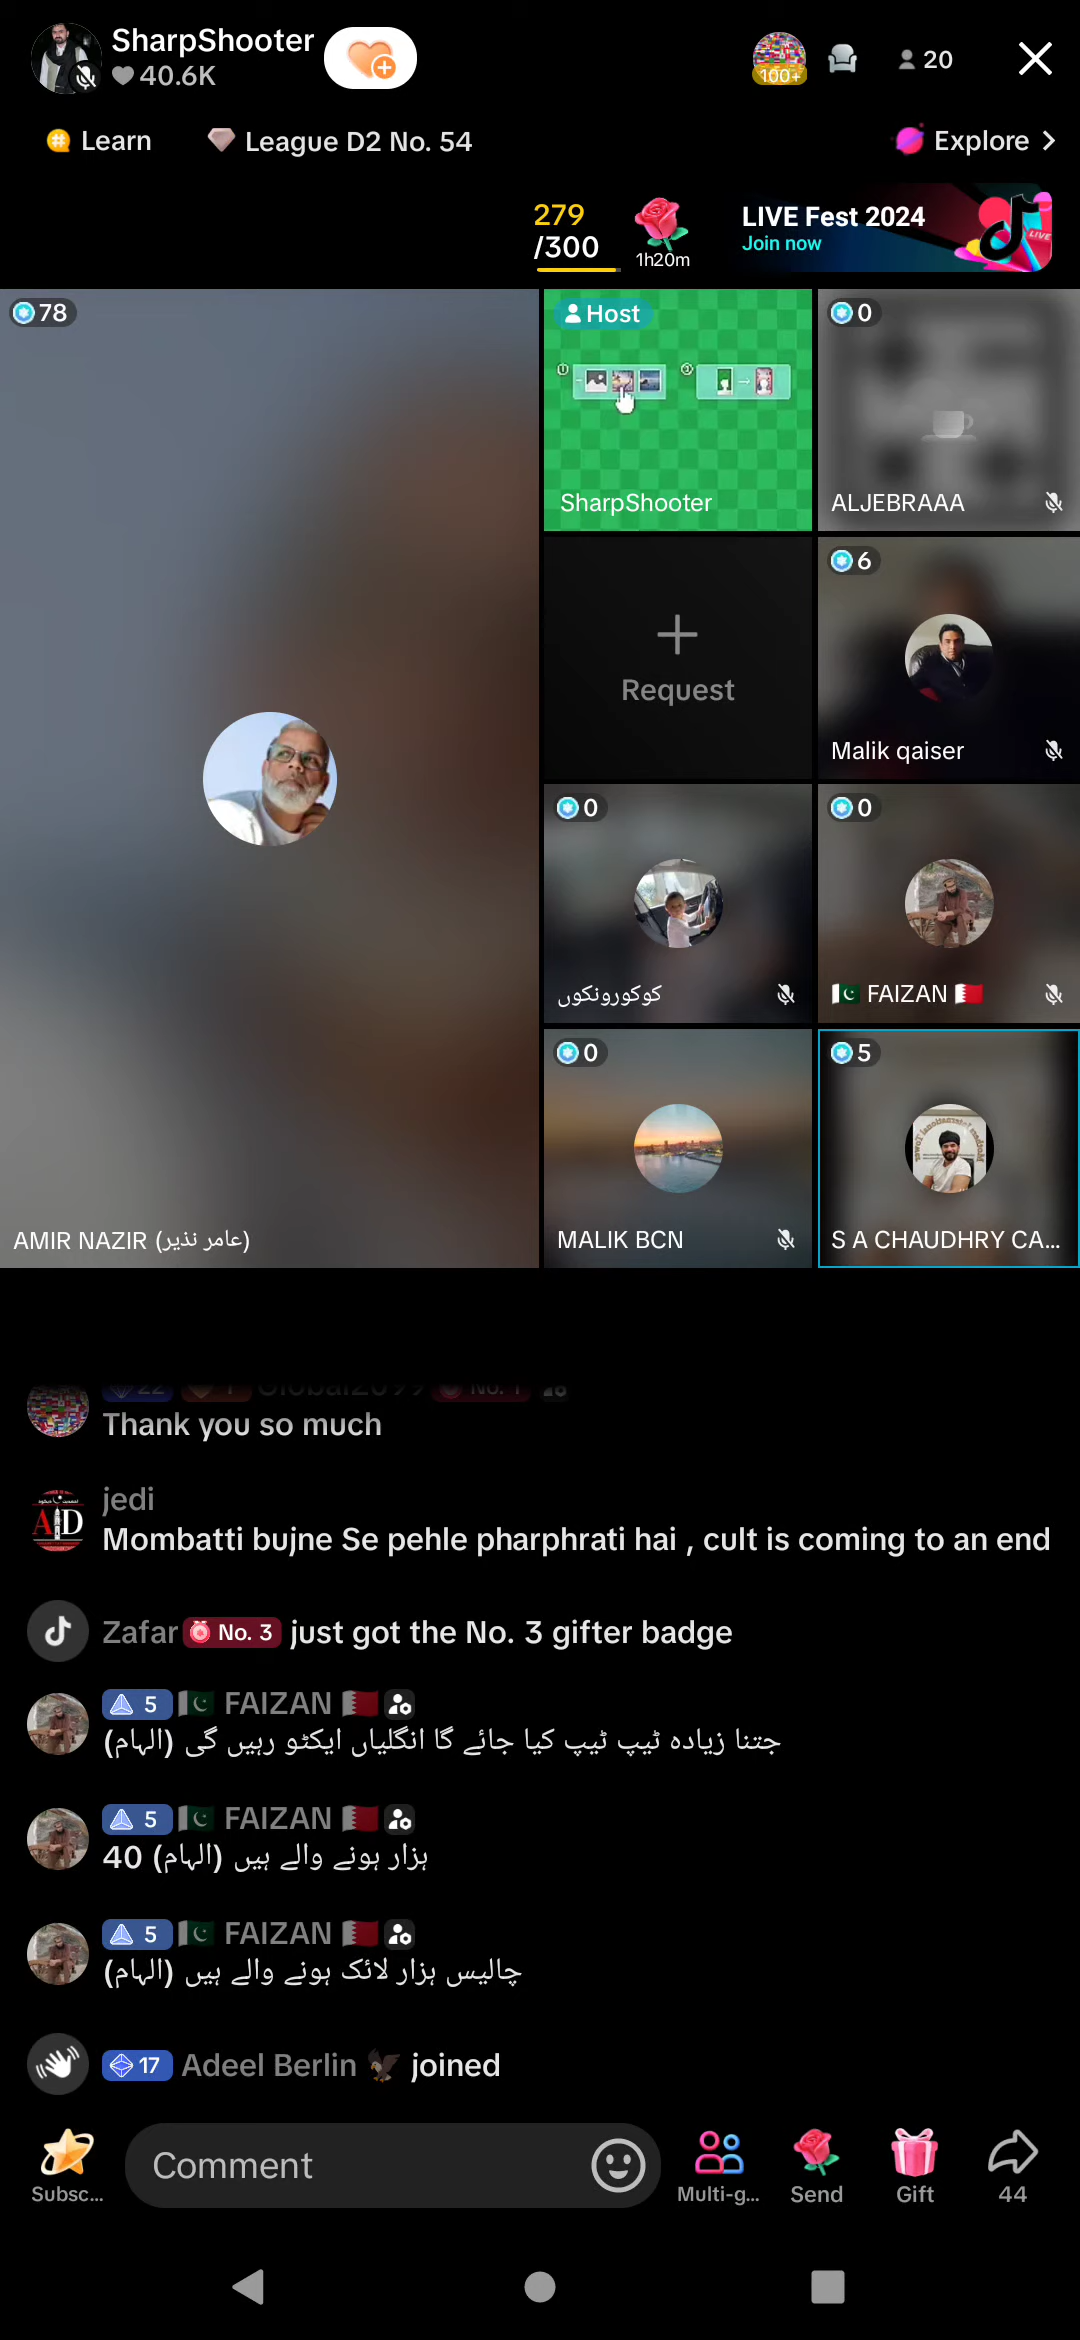 SharpShooter
40.6K
100+
20
Learn
League D2 No. 54
Explore
279
/300
1h20m
LIVE Fest 2024
Join now
LIVE
78
Host
0
SharpShooter
ALJEBRAAA
Request
6
Malik qaiser
0
کوکورونکوں
0
FAIZAN
0
MALIK BCN
5
S A CHAUDHRY CA...
AMIR NAZIR (عامر نذیر)
22
No. 1
Thank you so much
jedi
Mombatti bujne Se pehle pharphrati hai , cult is coming to an end
Zafar No. 3 just got the No. 3 gifter badge
5 FAIZAN
جتنا زیادہ ٹیپ ٹیپ کیا جائے گا انگلیاں ایکٹو رہیں گی (الہام)
5 FAIZAN
40 ہزار ہونے والے ہیں (الہام)
5 FAIZAN
چالیس ہزار لائک ہونے والے ہیں (الہام)
17 Adeel Berlin joined
Comment
Subsc...
Multi-g...
Send
Gift
44